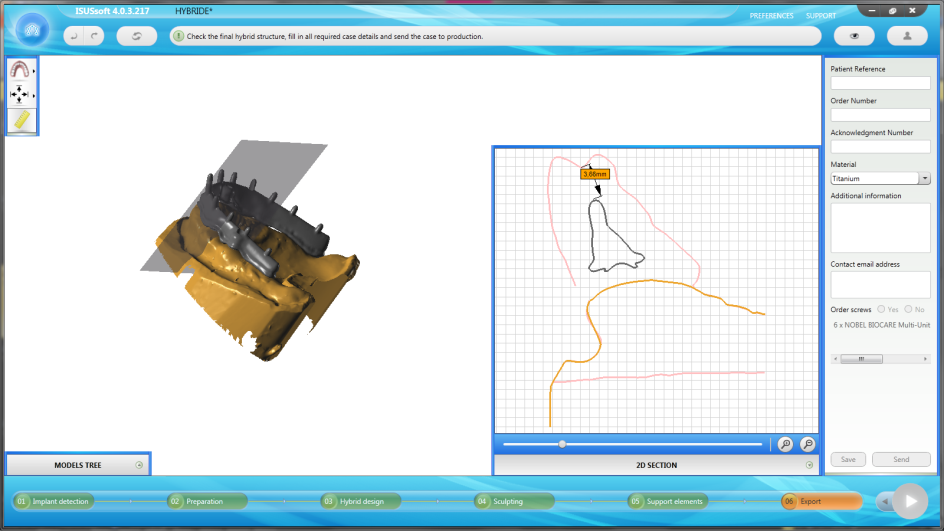 ISUSsoft 4.0.3.217
HYBRIDE*
PREFERENCES
SUPPORT
Check the final hybrid structure, fill in all required case details and send the case to production.
Patient Reference
Order Number
Acknowledgment Number
Material
Titanium
Additional information
Contact email address
Order screws
Yes
No
6 x NOBEL BIOCARE Multi-Unit
Save
Send
3,66mm
MODELS TREE
2D SECTION
01 Implant detection
02 Preparation
03 Hybrid design
04 Sculpting
05 Support elements
06 Export